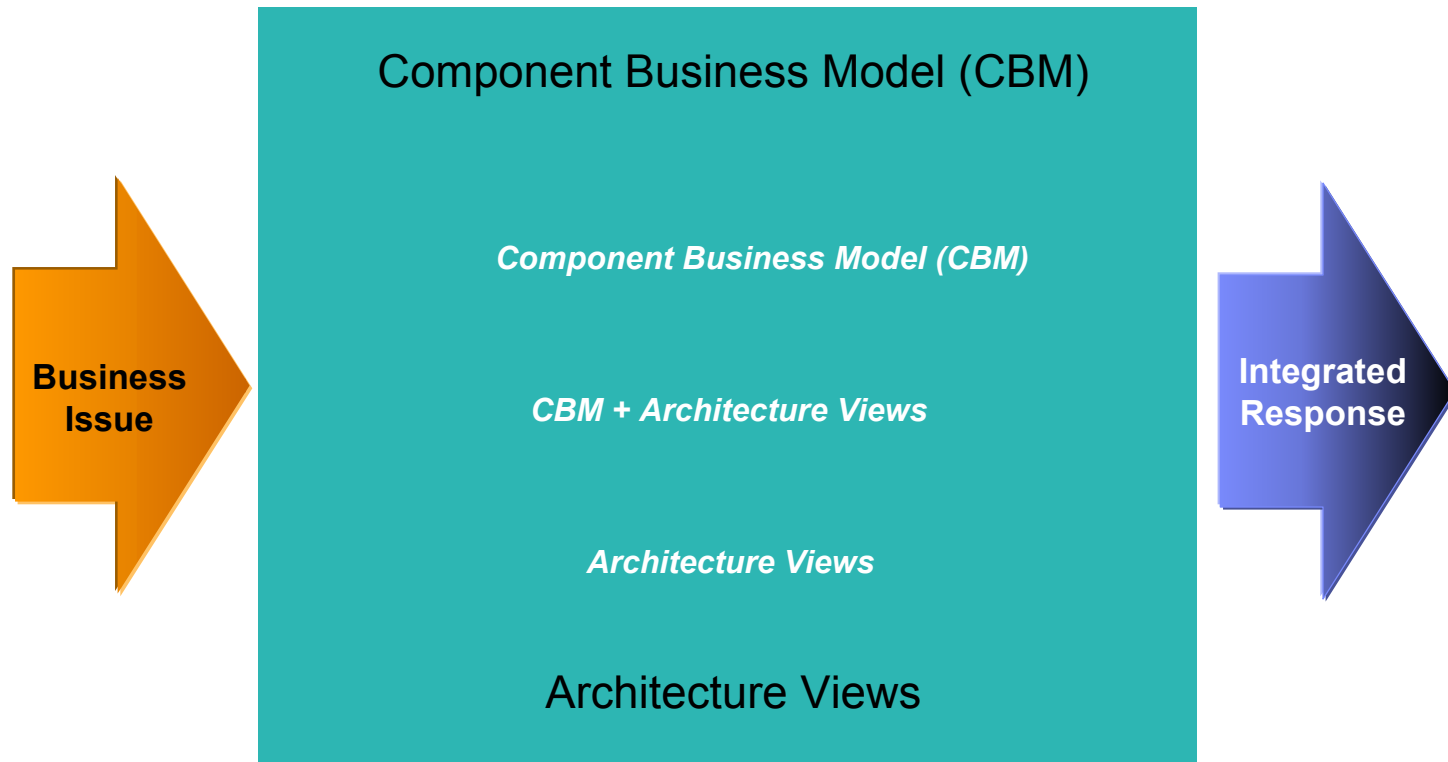 Component Business Model (CBM)
Component Business Model (CBM)
Business
Issue
CBM + Architecture Views
Integrated
Response
Architecture Views
Architecture Views